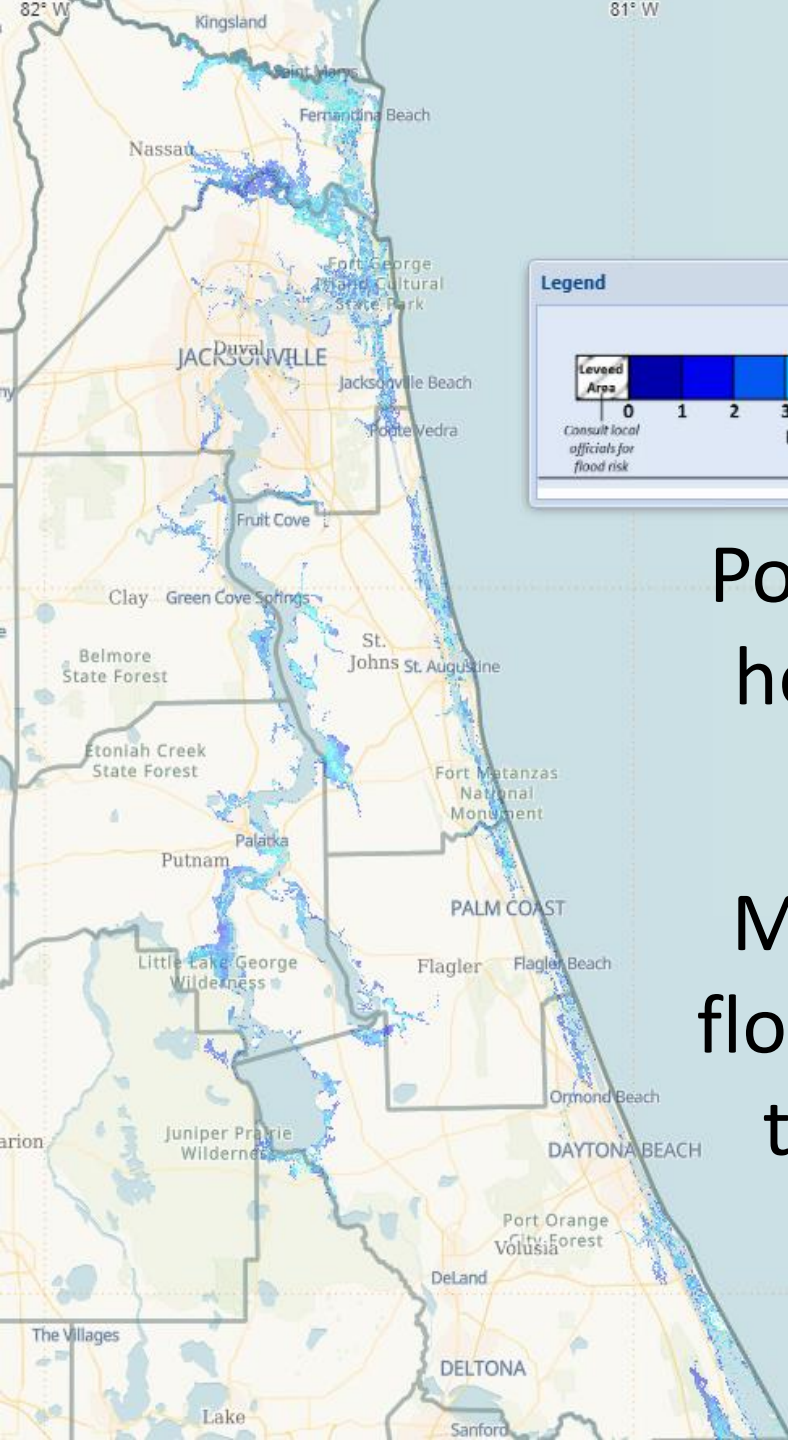 82° W
81° W
Kingsland
Saint Marys
Fernandina Beach
Nassau
Fort George
Island Cultural
State Park
Duval
JACKSONVILLE
Jacksonville Beach
Ponte Vedra
Legend
Leveed
Area
0 1 2 3
Consult local
officials for
flood risk
Fruit Cove
Po
Clay
Green Cove Springs
St.
Johns
St. Augustine
he
Belmore
State Forest
Etoniah Creek
State Forest
Fort Matanzas
National
Monument
Palatka
Putnam
PALM COAST
M
Little Lake George
Wilderness
Flagler
Flagler Beach
flo
Ormond Beach
t
arion
Juniper Prairie
Wilderness
DAYTONA BEACH
Port Orange
City Forest
Volusia
DeLand
The Villages
DELTONA
Lake
Sanford